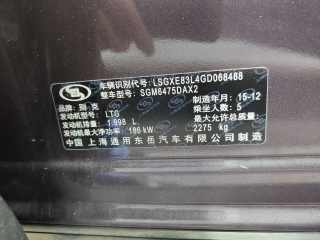 车辆识别代号: LSGXE83L4GD068488
整车型号: SGM6475DAX2
品牌: 别克 制造年月: 15-12
发动机型号: LTG 乘坐人数: 5
发动机排量: 1.998 L 最大允许总质量:
发动机最大净功率: 186 kW 2275 kg
中国 上海通用东岳汽车有限公司 制造